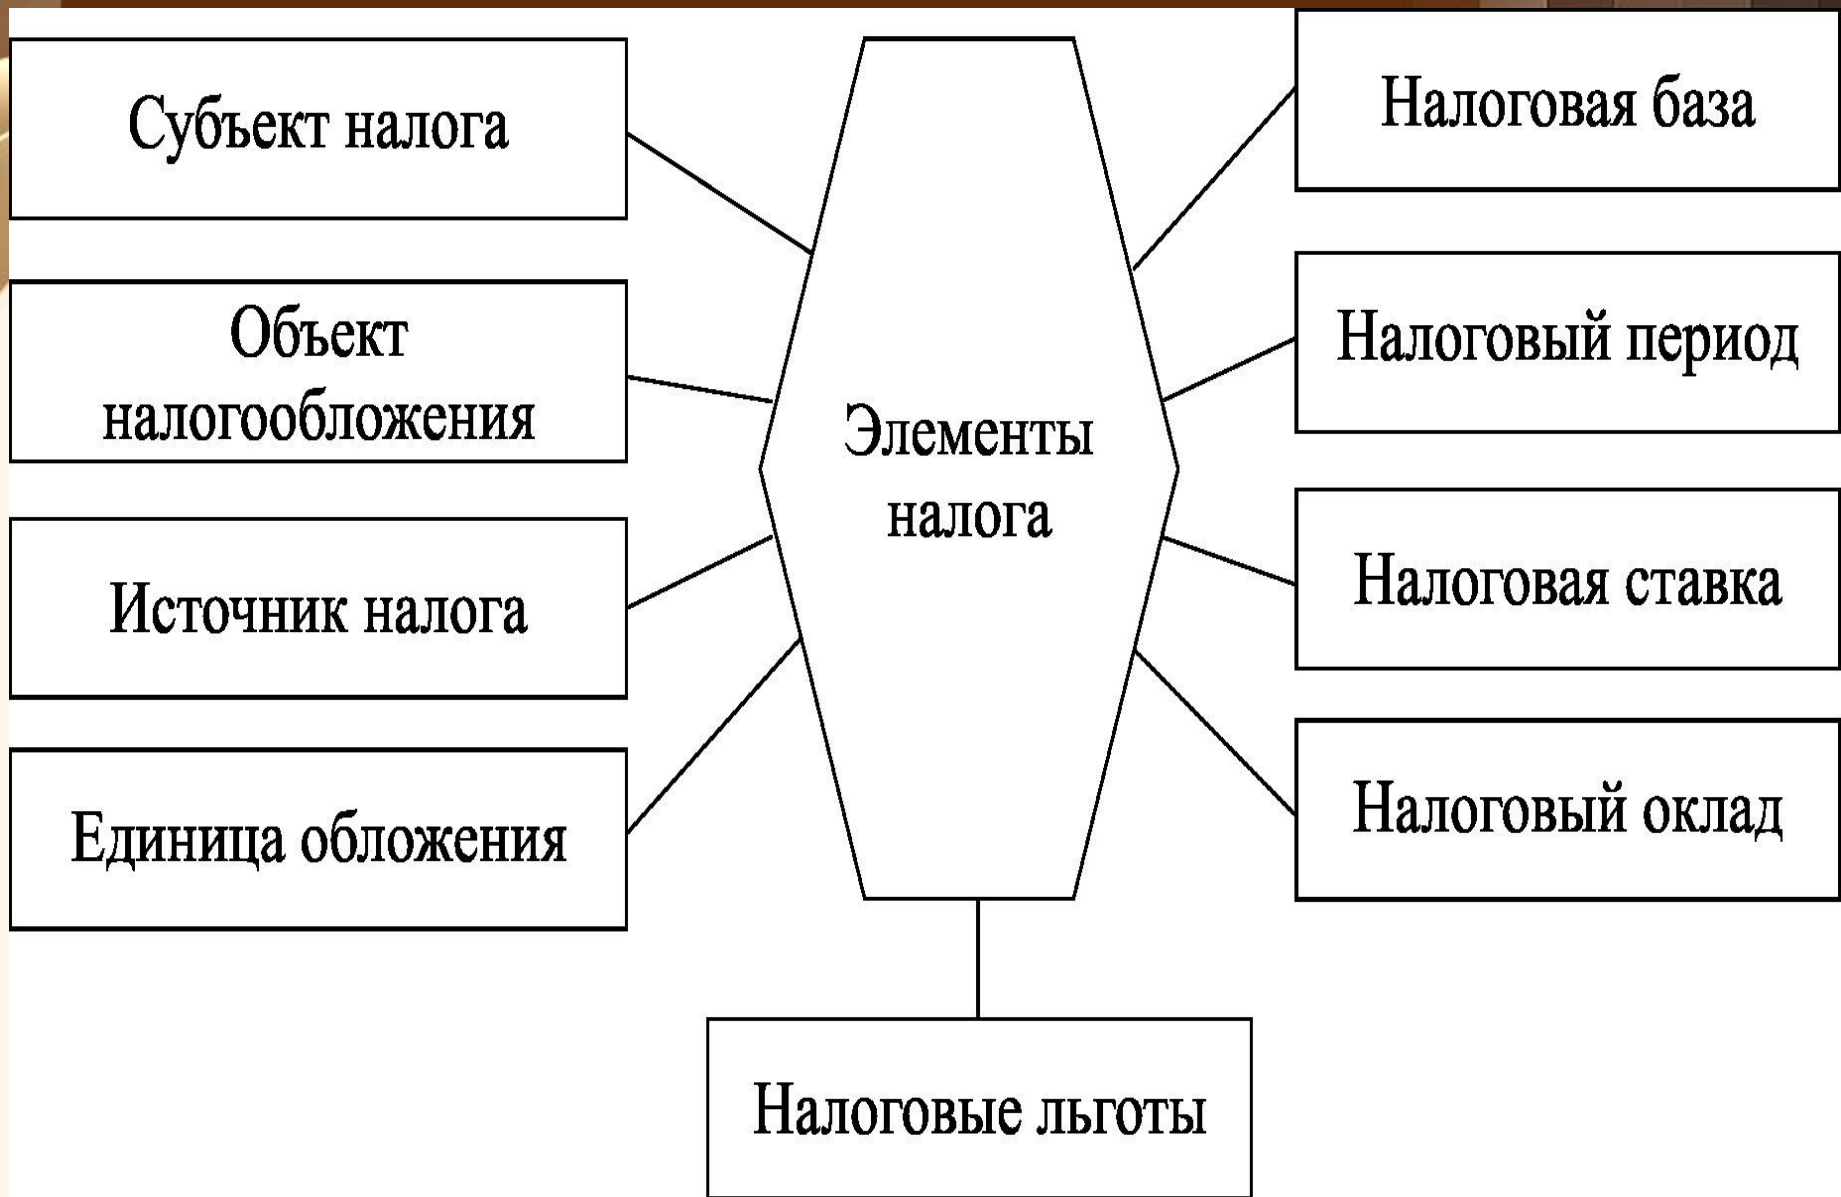 Субъект налога
Объект
налогообложения
Источник налога
Единица обложения
Элементы
налога
Налоговая база
Налоговый период
Налоговая ставка
Налоговый оклад
Налоговые льготы